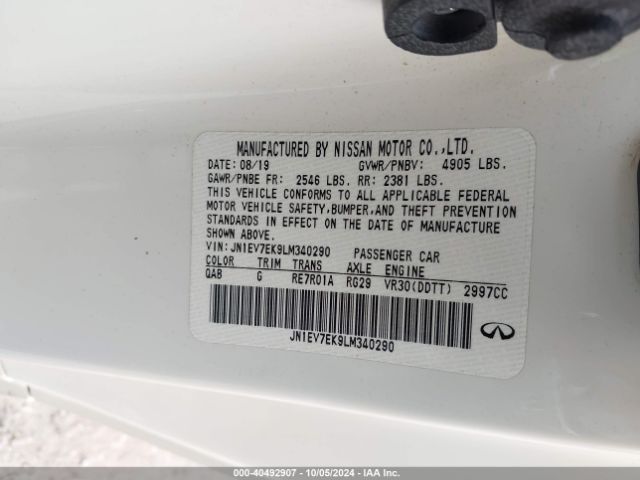 MANUFACTURED BY NISSAN MOTOR CO.,LTD.
DATE: 08/19 GVWR/PNBV: 4905 LBS.
GAWR/PNBE FR: 2546 LBS. RR: 2381 LBS.
THIS VEHICLE CONFORMS TO ALL APPLICABLE FEDERAL
MOTOR VEHICLE SAFETY,BUMPER,AND THEFT PREVENTION
STANDARDS IN EFFECT ON THE DATE OF MANUFACTURE
SHOWN ABOVE.
VIN: JN1EV7EK9LM340290 PASSENGER CAR
COLOR TRIM TRANS AXLE ENGINE
QAB G RE7R01A RG29 VR30(DDTT) 2997CC
JN1EV7EK9LM340290
000-40492907 - 10/05/2024 - IAA Inc.